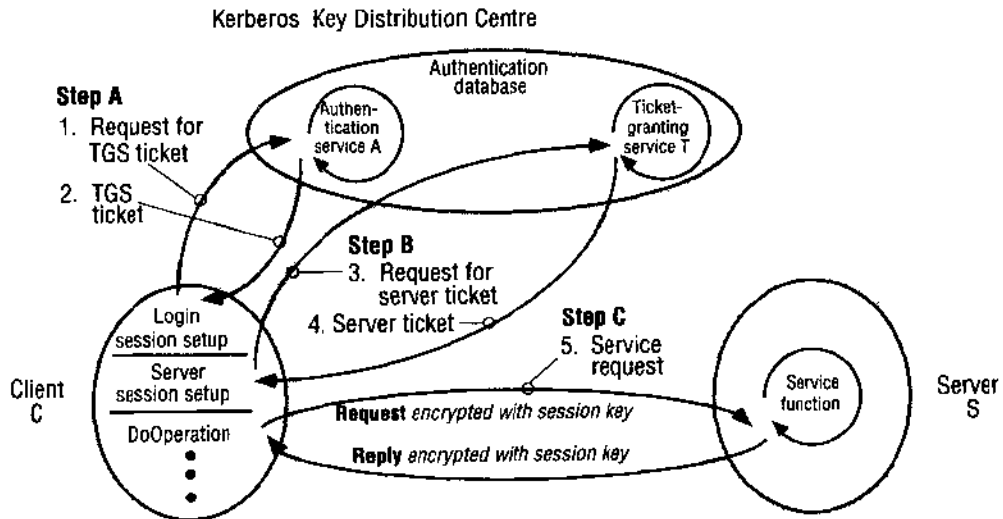 Kerberos Key Distribution Centre
Authentication
database
Step A
1. Request for
TGS ticket
Authen-
tication
service A
Ticket-
granting
service T
2. TGS
ticket
Step B
3. Request for
server ticket
4. Server ticket
Step C
5. Service
request
Login
session setup
Server
session setup
DoOperation
Client
C
Request encrypted with session key
Reply encrypted with session key
Service
function
Server
S